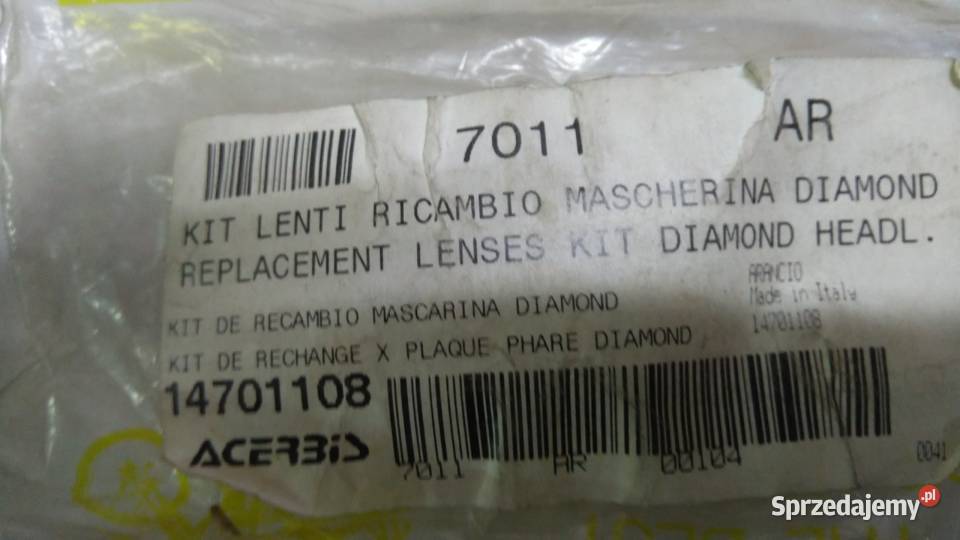 7011 AR
KIT LENTI RICAMBIO MASCHERINA DIAMOND
REPLACEMENT LENSES KIT DIAMOND HEADL.
ARANCIO
Made in Italy
14701108
KIT DE RECAMBIO MASCARINA DIAMOND
KIT DE RECHANGE X PLAQUE PHARE DIAMOND
14701108
ACERBIS
7011 AR 00104 0041
Sprzedajemy.pl